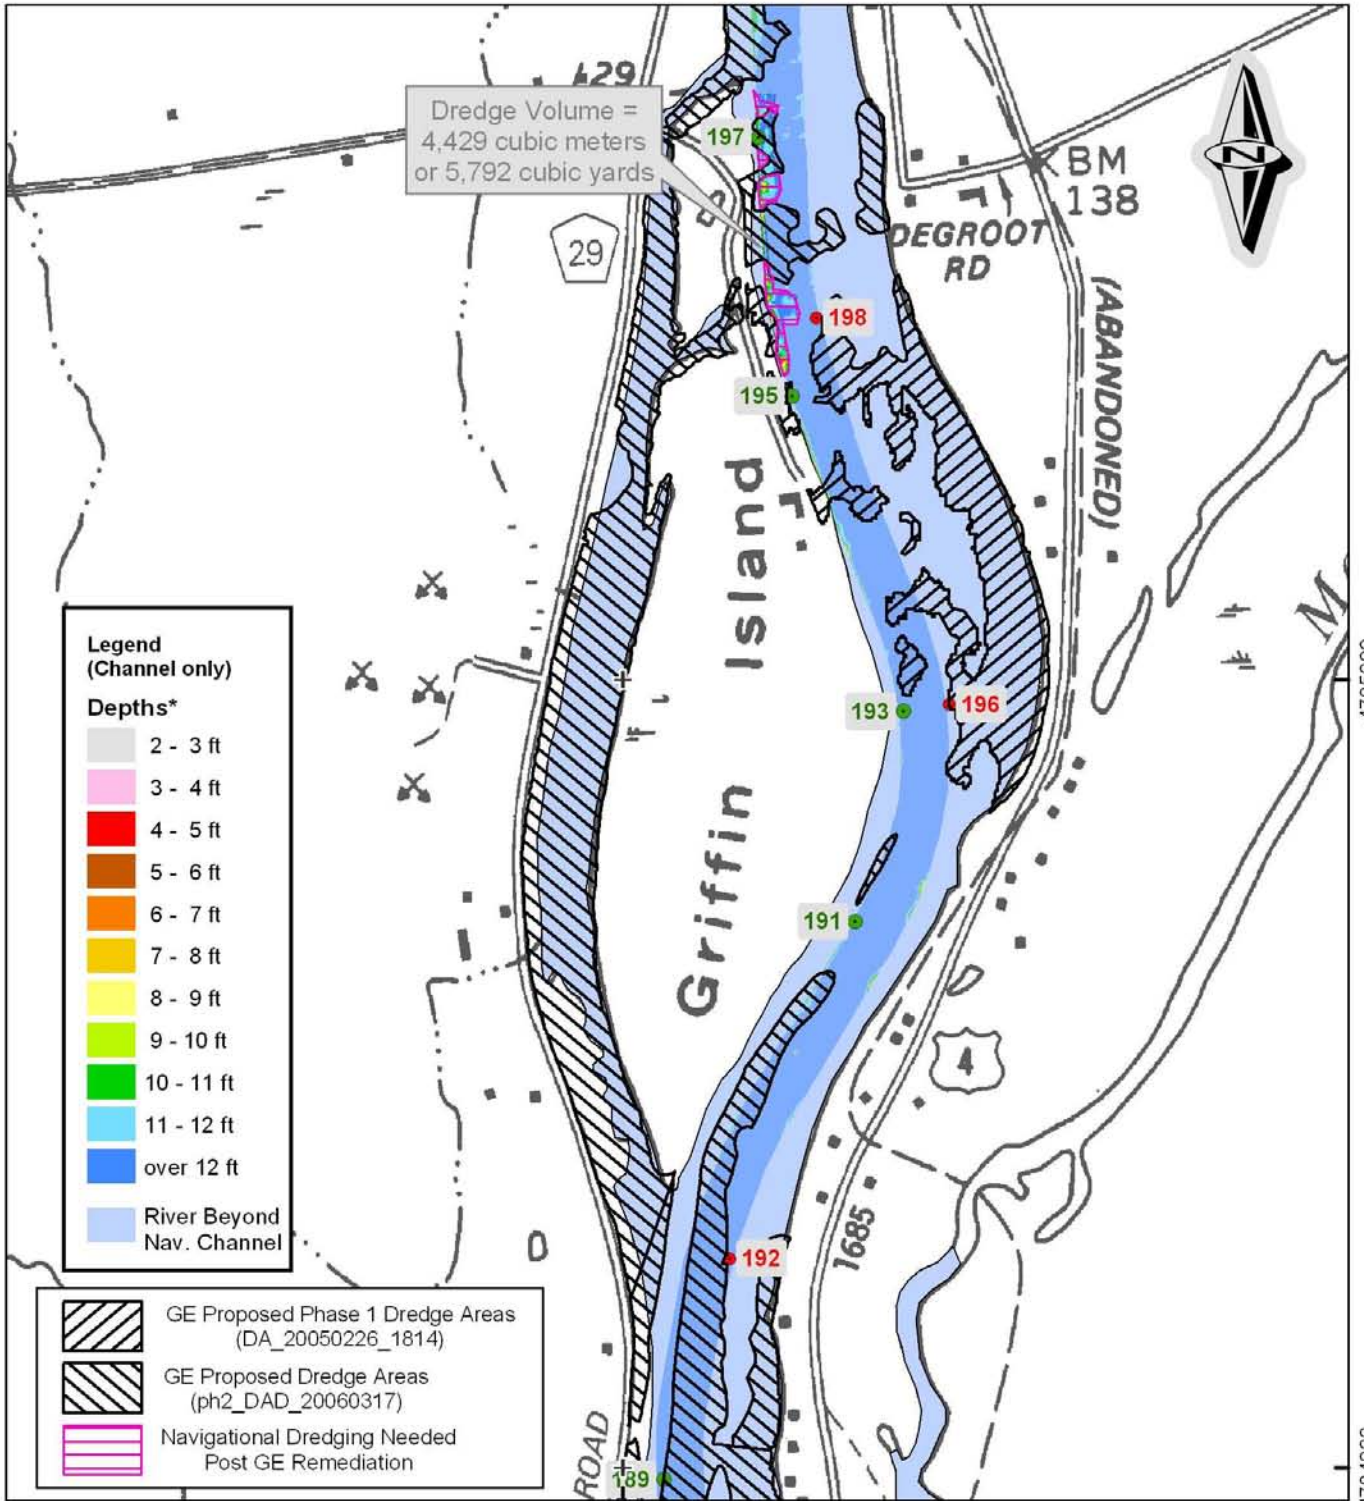 29
Dredge Volume =
4,429 cubic meters
or 5,792 cubic yards
197
BM
138
DEGROOT
RD
29
N
(ABANDONED)
198
195
Griffin Island
193
196
191
4
192
1685
189
ROAD
M
Legend
(Channel only)
Depths*
2 - 3 ft
3 - 4 ft
4 - 5 ft
5 - 6 ft
6 - 7 ft
7 - 8 ft
8 - 9 ft
9 - 10 ft
10 - 11 ft
11 - 12 ft
over 12 ft
River Beyond
Nav. Channel
GE Proposed Phase 1 Dredge Areas
(DA_20050226_1814)
GE Proposed Dredge Areas
(ph2_DAD_20060317)
Navigational Dredging Needed
Post GE Remediation